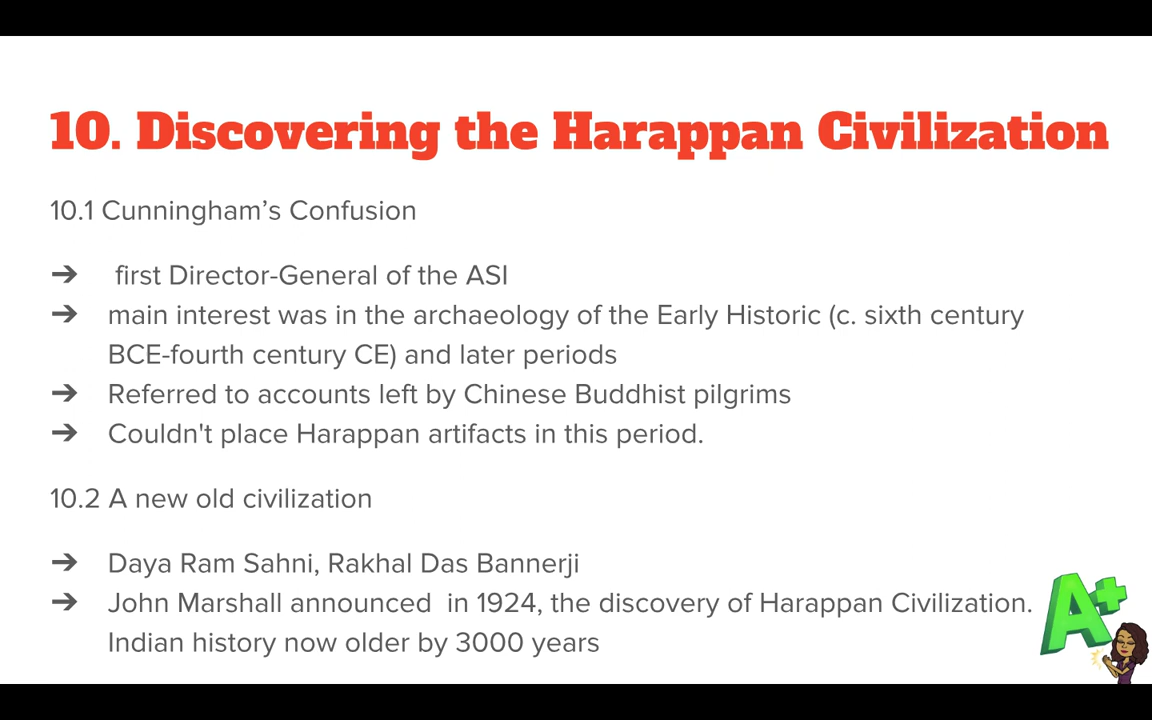 10. Discovering the Harappan Civilization
10.1 Cunningham’s Confusion
➔ first Director-General of the ASI
➔ main interest was in the archaeology of the Early Historic (c. sixth century
BCE-fourth century CE) and later periods
➔ Referred to accounts left by Chinese Buddhist pilgrims
➔ Couldn't place Harappan artifacts in this period.
10.2 A new old civilization
➔ Daya Ram Sahni, Rakhal Das Bannerji
➔ John Marshall announced  in 1924, the discovery of Harappan Civilization.
Indian history now older by 3000 years
A+